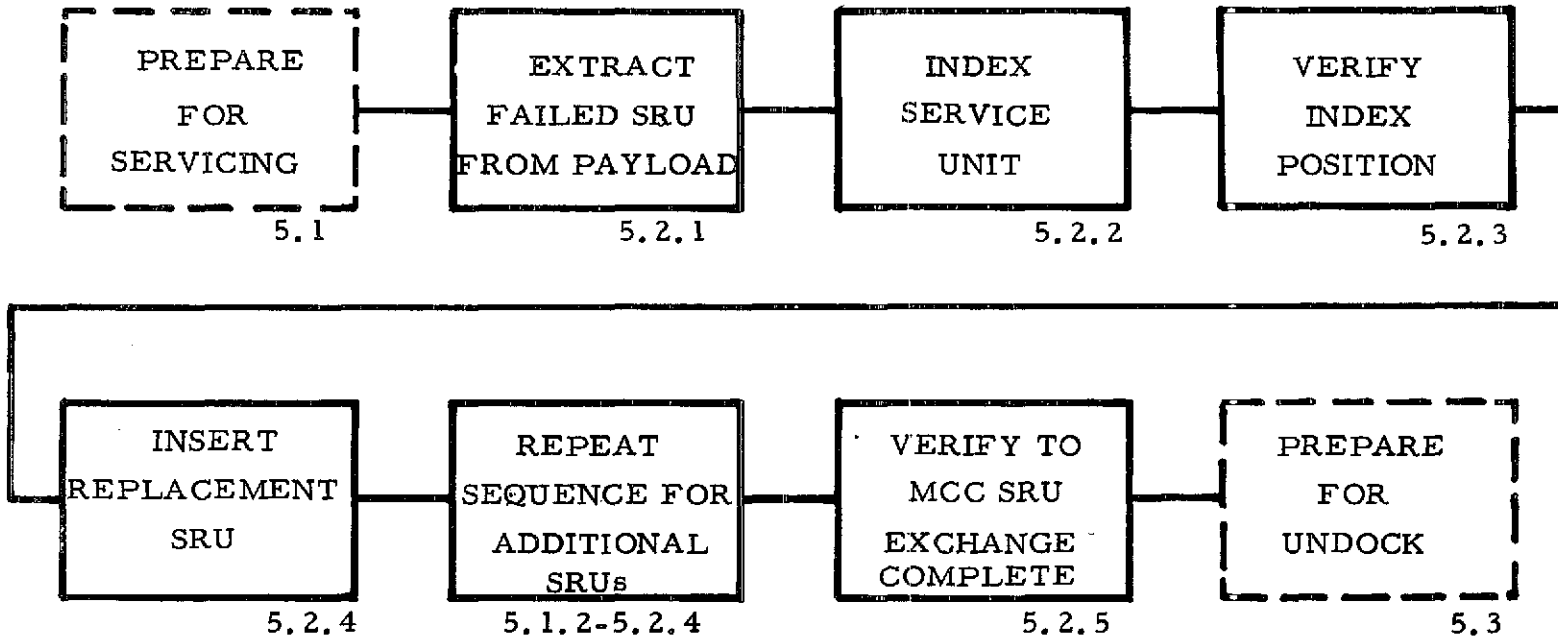 PREPARE
FOR
SERVICING
5.1
EXTRACT
FAILED SRU
FROM PAYLOAD
5.2.1
INDEX
SERVICE
UNIT
5.2.2
VERIFY
INDEX
POSITION
5.2.3
INSERT
REPLACEMENT
SRU
5.2.4
REPEAT
SEQUENCE FOR
ADDITIONAL
SRUs
5.1.2-5.2.4
VERIFY TO
MCC SRU
EXCHANGE
COMPLETE
5.2.5
PREPARE
FOR
UNDOCK
5.3